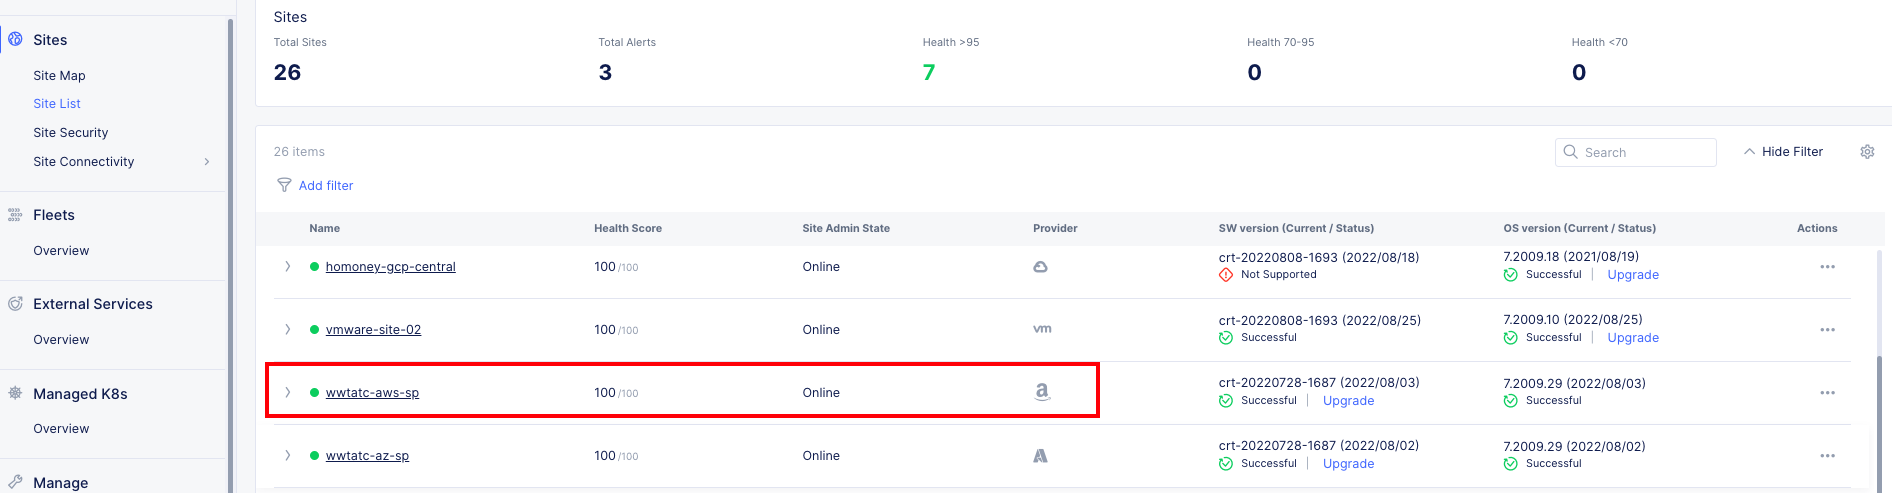 Sites
Site Map
Site List
Site Security
Site Connectivity
Fleets
Overview
External Services
Overview
Managed K8s
Overview
Manage
Sites
Total Sites Total Alerts Health >95 Health 70-95 Health <70
26 3 7 0 0
26 items Search Hide Filter
Add filter
Name Health Score Site Admin State Provider SW version (Current / Status) OS version (Current / Status) Actions
homoney-gcp-central 100 /100 Online crt-20220808-1693 (2022/08/18) 7.2009.18 (2021/08/19)
Not Supported Successful | Upgrade
vmware-site-02 100 /100 Online vm crt-20220808-1693 (2022/08/25) 7.2009.10 (2022/08/25)
Successful Successful | Upgrade
wwtatc-aws-sp 100 /100 Online a crt-20220728-1687 (2022/08/03) 7.2009.29 (2022/08/03)
Successful | Upgrade Successful
wwtatc-az-sp 100 /100 Online crt-20220728-1687 (2022/08/02) 7.2009.29 (2022/08/02)
Successful | Upgrade Successful